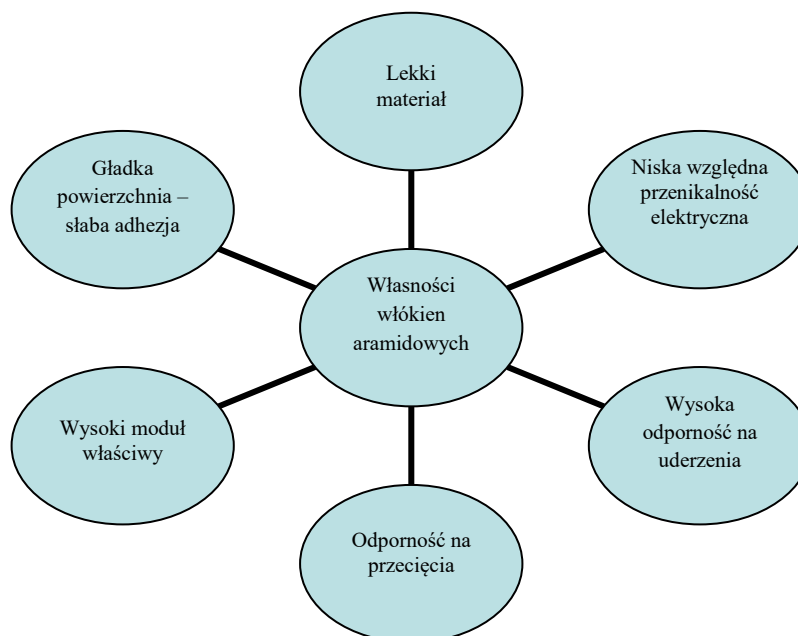 Lekki
materiał
Gładka
powierzchnia –
słaba adhezja
Niska względna
przenikalność
elektryczna
Własności
włókien
aramidowych
Wysoki moduł
właściwy
Wysoka
odporność na
uderzenia
Odporność na
przecięcia